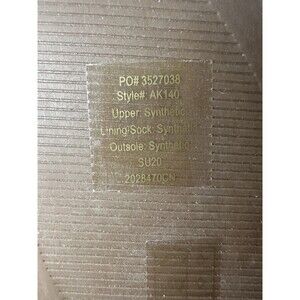 PO# 3527038
Style# AK140
Upper: Synthetic
Lining/Sock: Synthetic
Outsole: Synthetic
SU20
2028470CN